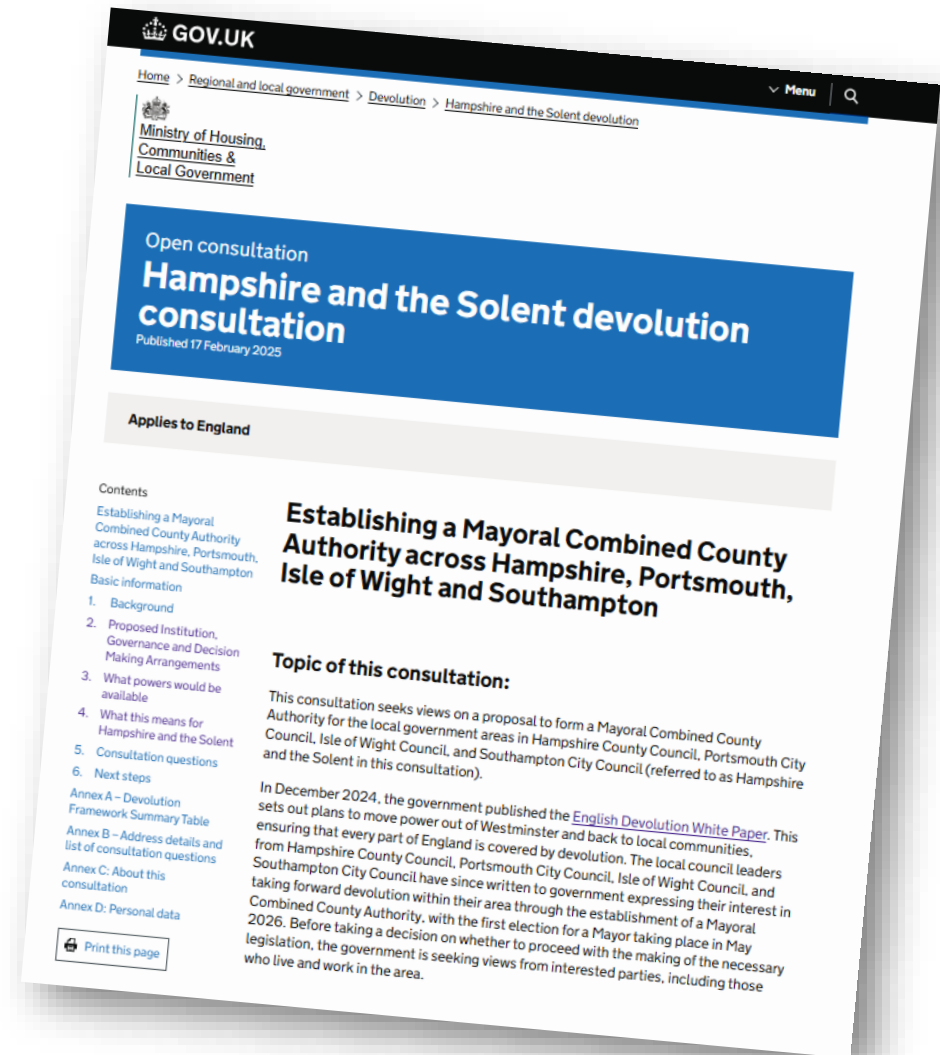 GOV.UK
Menu
Home > Regional and local government > Devolution > Hampshire and the Solent devolution
Ministry of Housing,
Communities &
Local Government
Open consultation
Hampshire and the Solent devolution
consultation
Published 17 February 2025
Applies to England
Contents
Establishing a Mayoral
Combined County Authority
across Hampshire, Portsmouth,
Isle of Wight and Southampton
Basic information
1. Background
2. Proposed Institution,
Governance and Decision
Making Arrangements
3. What powers would be
available
4. What this means for
Hampshire and the Solent
5. Consultation questions
6. Next steps
Annex A – Devolution
Framework Summary Table
Annex B – Address details and
list of consultation questions
Annex C: About this
consultation
Annex D: Personal data
Print this page
Establishing a Mayoral Combined County
Authority across Hampshire, Portsmouth,
Isle of Wight and Southampton
Topic of this consultation:
This consultation seeks views on a proposal to form a Mayoral Combined County
Authority for the local government areas in Hampshire County Council, Portsmouth City
Council, Isle of Wight Council, and Southampton City Council (referred to as Hampshire
and the Solent in this consultation).
In December 2024, the government published the English Devolution White Paper. This
sets out plans to move power out of Westminster and back to local communities,
ensuring that every part of England is covered by devolution. The local council leaders
from Hampshire County Council, Portsmouth City Council, Isle of Wight Council, and
Southampton City Council have since written to government expressing their interest in
taking forward devolution within their area through the establishment of a Mayoral
Combined County Authority, with the first election for a Mayor taking place in May
2026. Before taking a decision on whether to proceed with the making of the necessary
legislation, the government is seeking views from interested parties, including those
who live and work in the area.